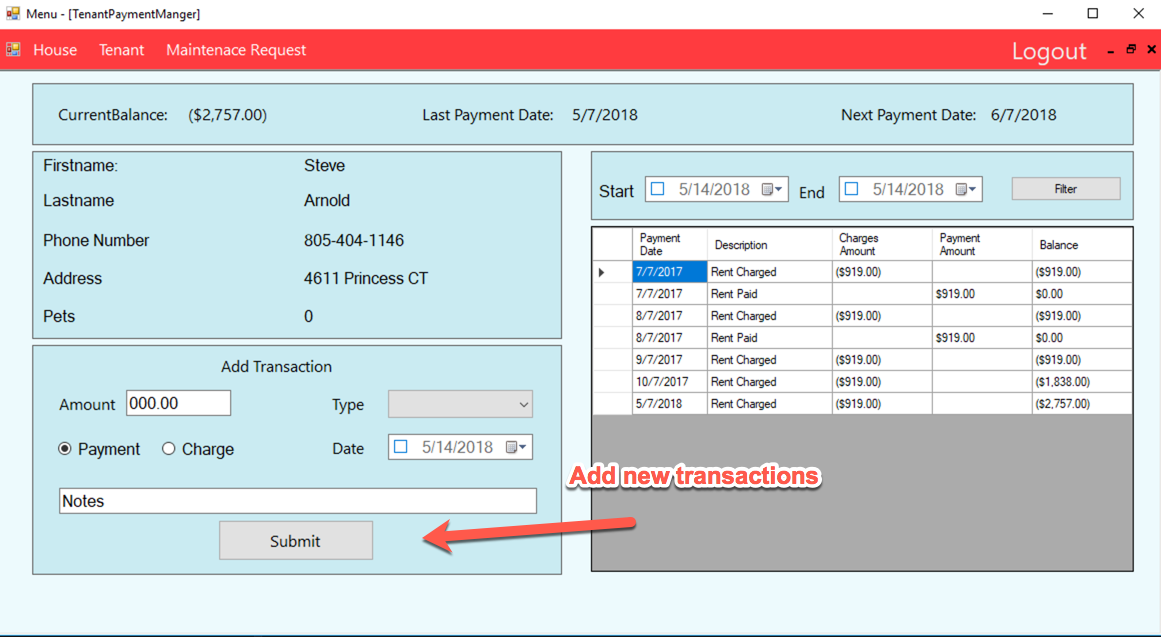 Menu - [TenantPaymentManger]
House Tenant Maintenace Request Logout
CurrentBalance: ($2,757.00) Last Payment Date: 5/7/2018 Next Payment Date: 6/7/2018
Firstname: Steve
Lastname Arnold
Phone Number 805-404-1146
Address 4611 Princess CT
Pets 0
Add Transaction
Amount 000.00 Type
Payment Charge Date 5/14/2018
Notes
Submit
Start 5/14/2018 End 5/14/2018 Filter
Payment Date Description Charges Amount Payment Amount Balance
7/7/2017 Rent Charged ($919.00) ($919.00)
7/7/2017 Rent Paid $919.00 $0.00
8/7/2017 Rent Charged ($919.00) ($919.00)
8/7/2017 Rent Paid $919.00 $0.00
9/7/2017 Rent Charged ($919.00) ($919.00)
10/7/2017 Rent Charged ($919.00) ($1,838.00)
5/7/2018 Rent Charged ($919.00) ($2,757.00)
Add new transactions